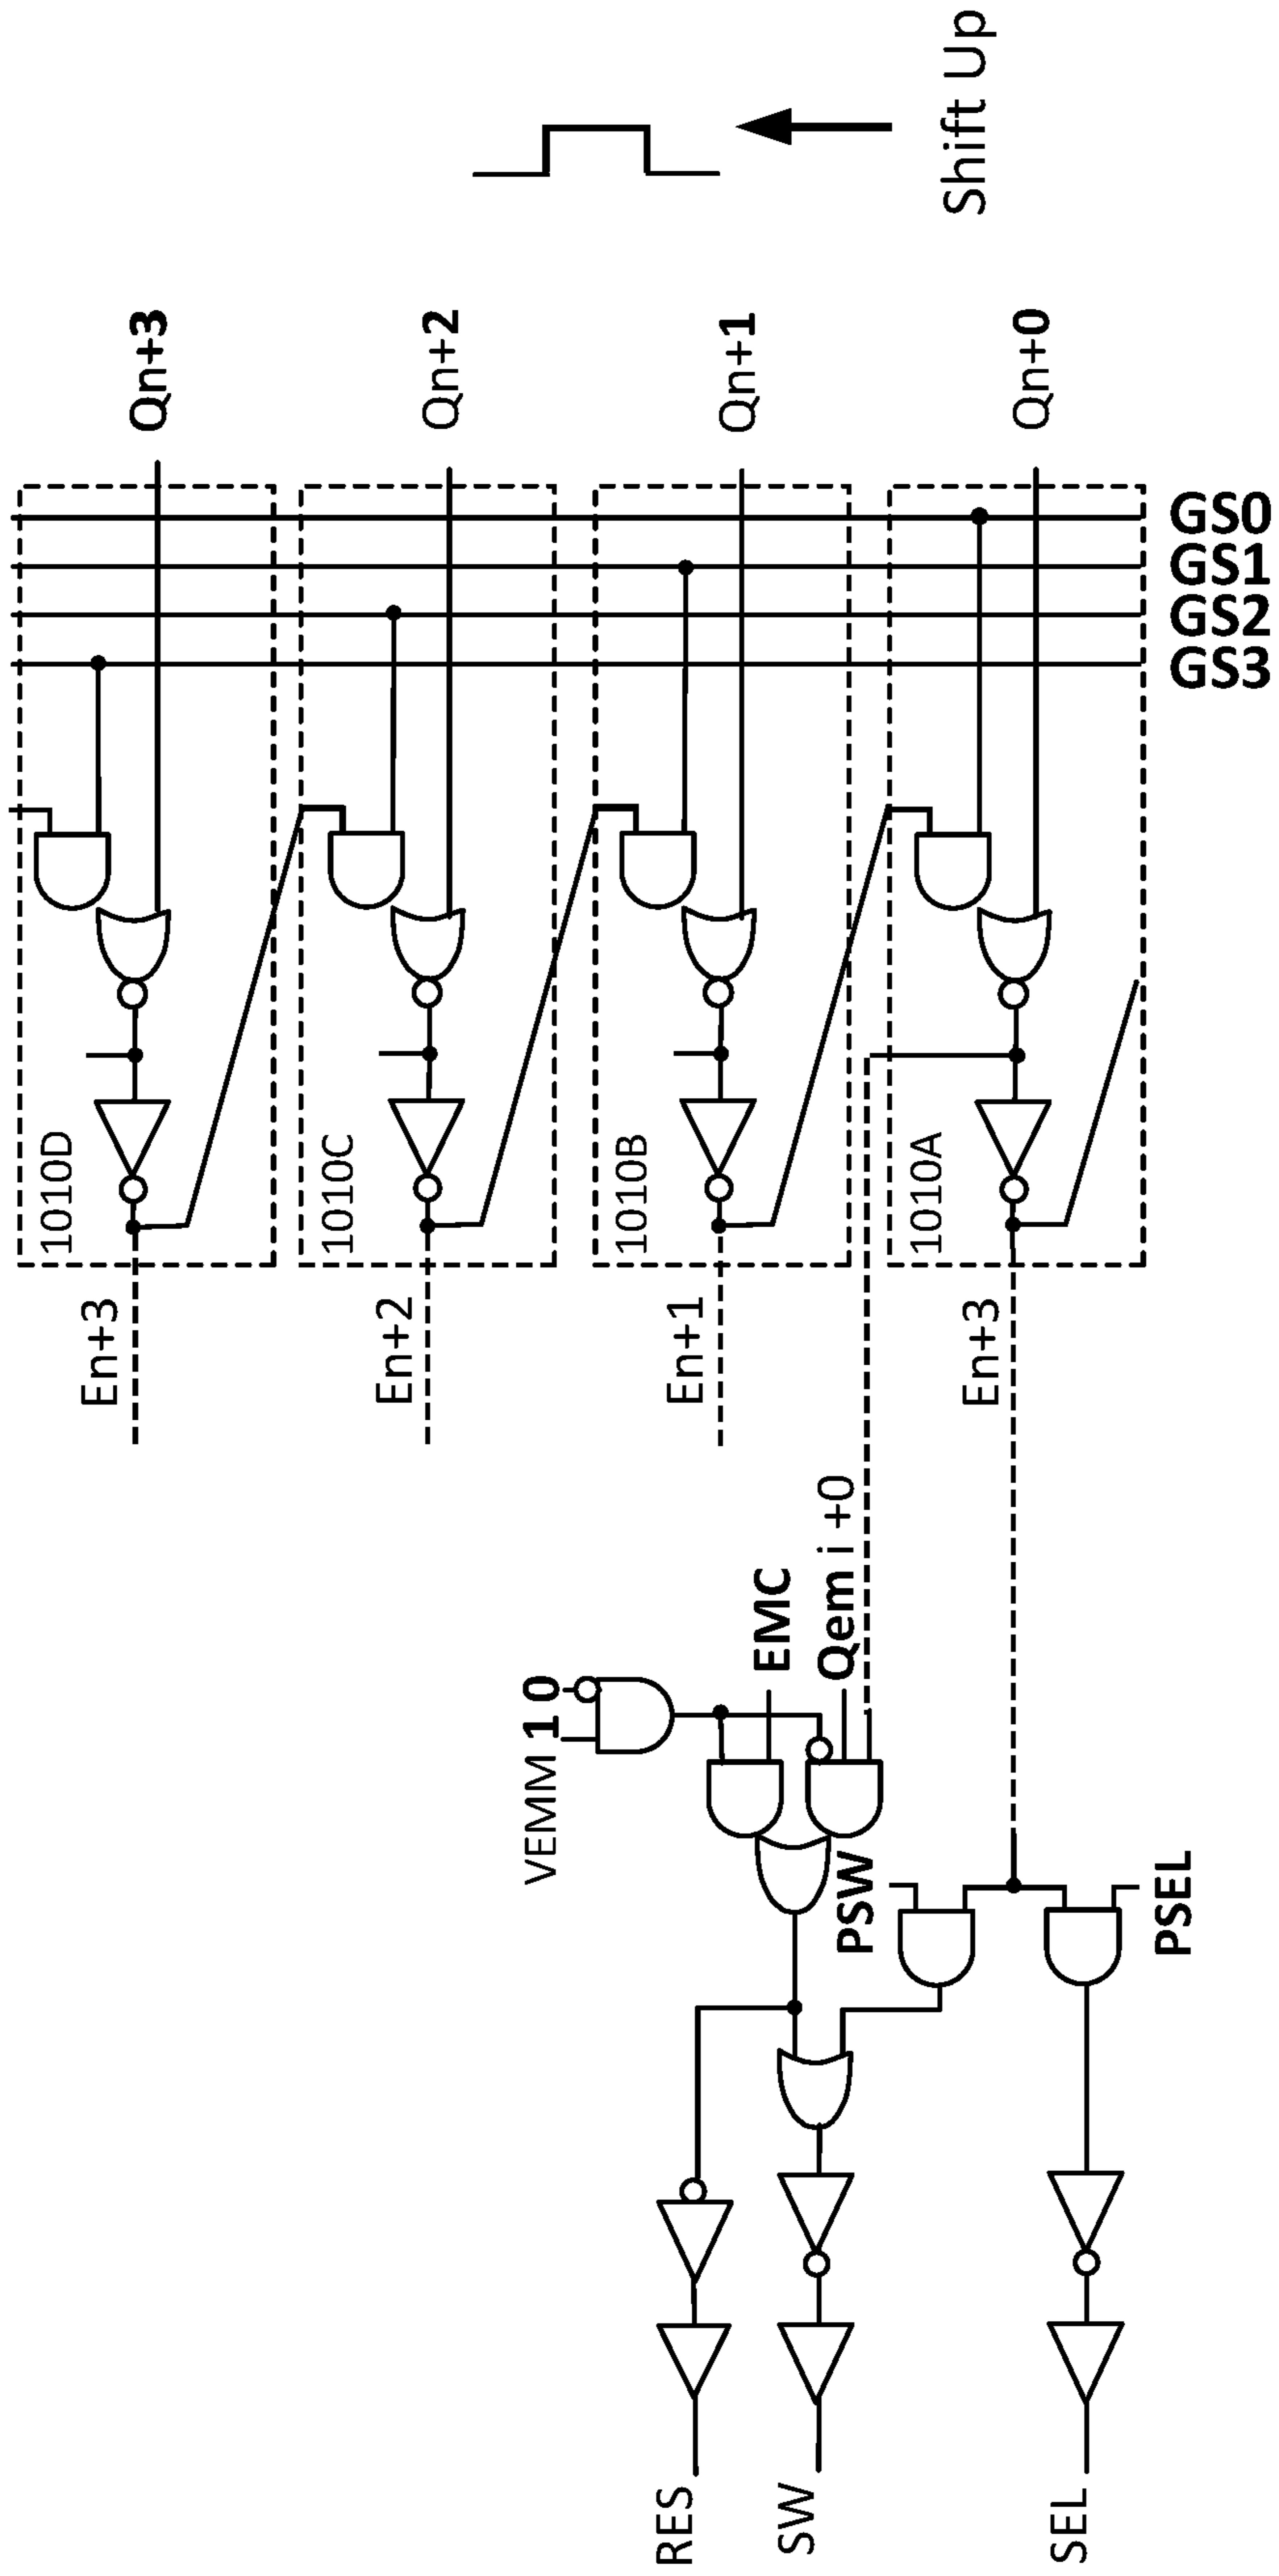 Shift Up
Qn+3
Qn+2
Qn+1
Qn+0
GS0
GS1
GS2
GS3
1010D
1010C
1010B
1010A
En+3
En+2
En+1
En+3
VEMM 1 0
EMC
Qem i +0
PSW
PSEL
RES
SW
SEL